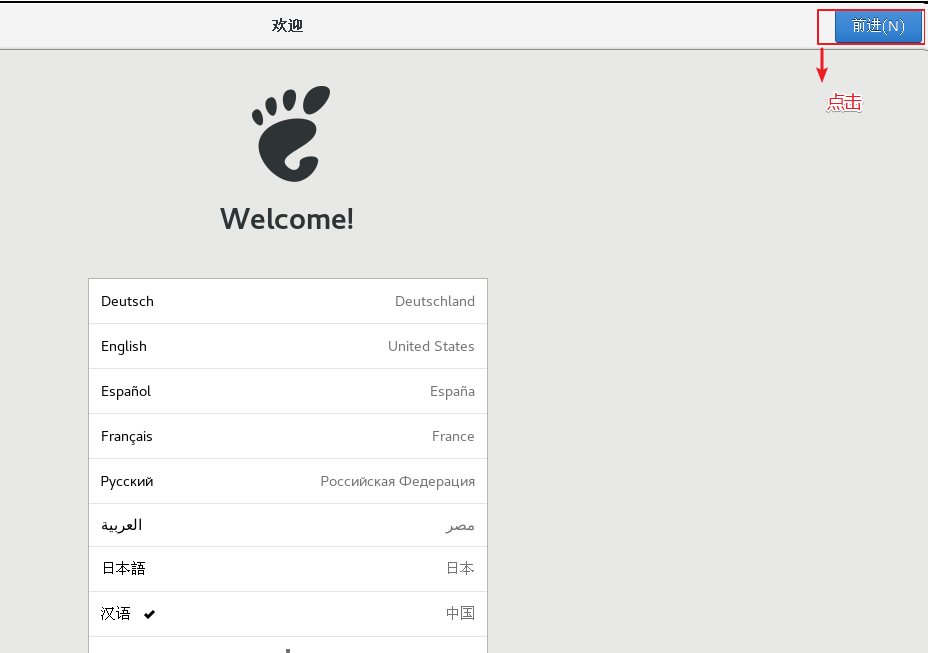 欢迎
前进(N)
点击
Welcome!
Deutsch Deutschland
English United States
Español España
Français France
Русский Российская Федерация
العربية مصر
日本語 日本
汉语 中国